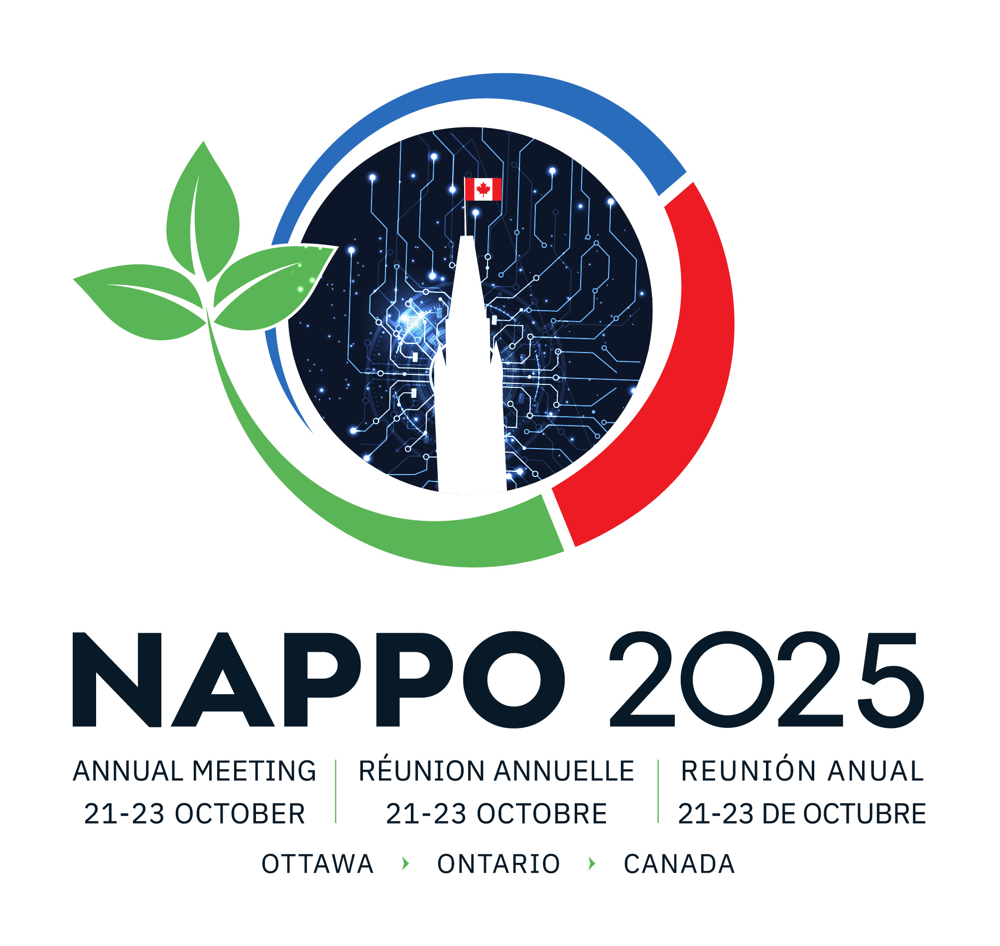 NAPPO 2025
ANNUAL MEETING
21-23 OCTOBER
RÉUNION ANNUELLE
21-23 OCTOBRE
REUNIÓN ANUAL
21-23 DE OCTUBRE
OTTAWA › ONTARIO › CANADA